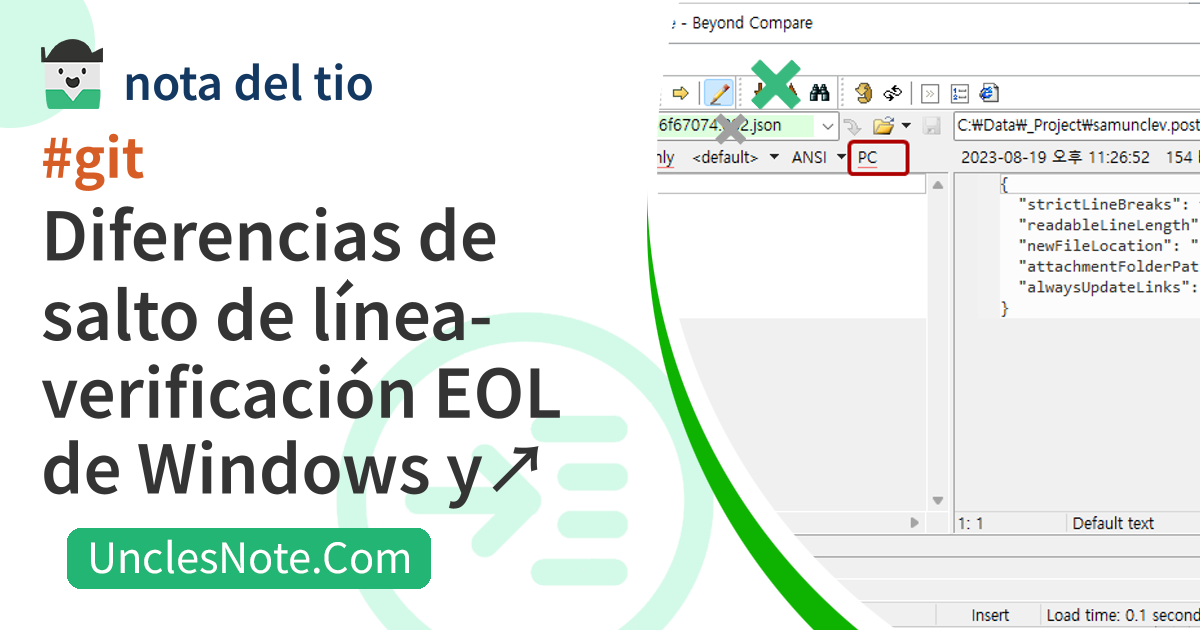 nota del tio
#git
Diferencias de
salto de línea-
verificación EOL
de Windows y↗
UnclesNote.Com
- Beyond Compare
6f67074. 2.json
C:₩Data₩_Project₩samunclev.post
<default> ANSI PC
2023-08-19 오후 11:26:52 154
{
"strictLineBreaks":
"readableLineLength"
"newFileLocation": "
"attachmentFolderPat
"alwaysUpdateLinks":
}
1: 1 Default text
Insert Load time: 0.1 second